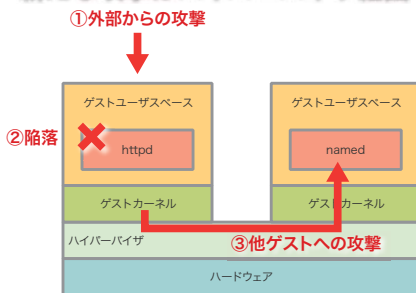 ①外部からの攻撃
ゲストユーザスペース
ゲストユーザスペース
②陥落
httpd
named
ゲストカーネル
ゲストカーネル
ハイパーバイザ
③他ゲストへの攻撃
ハードウェア